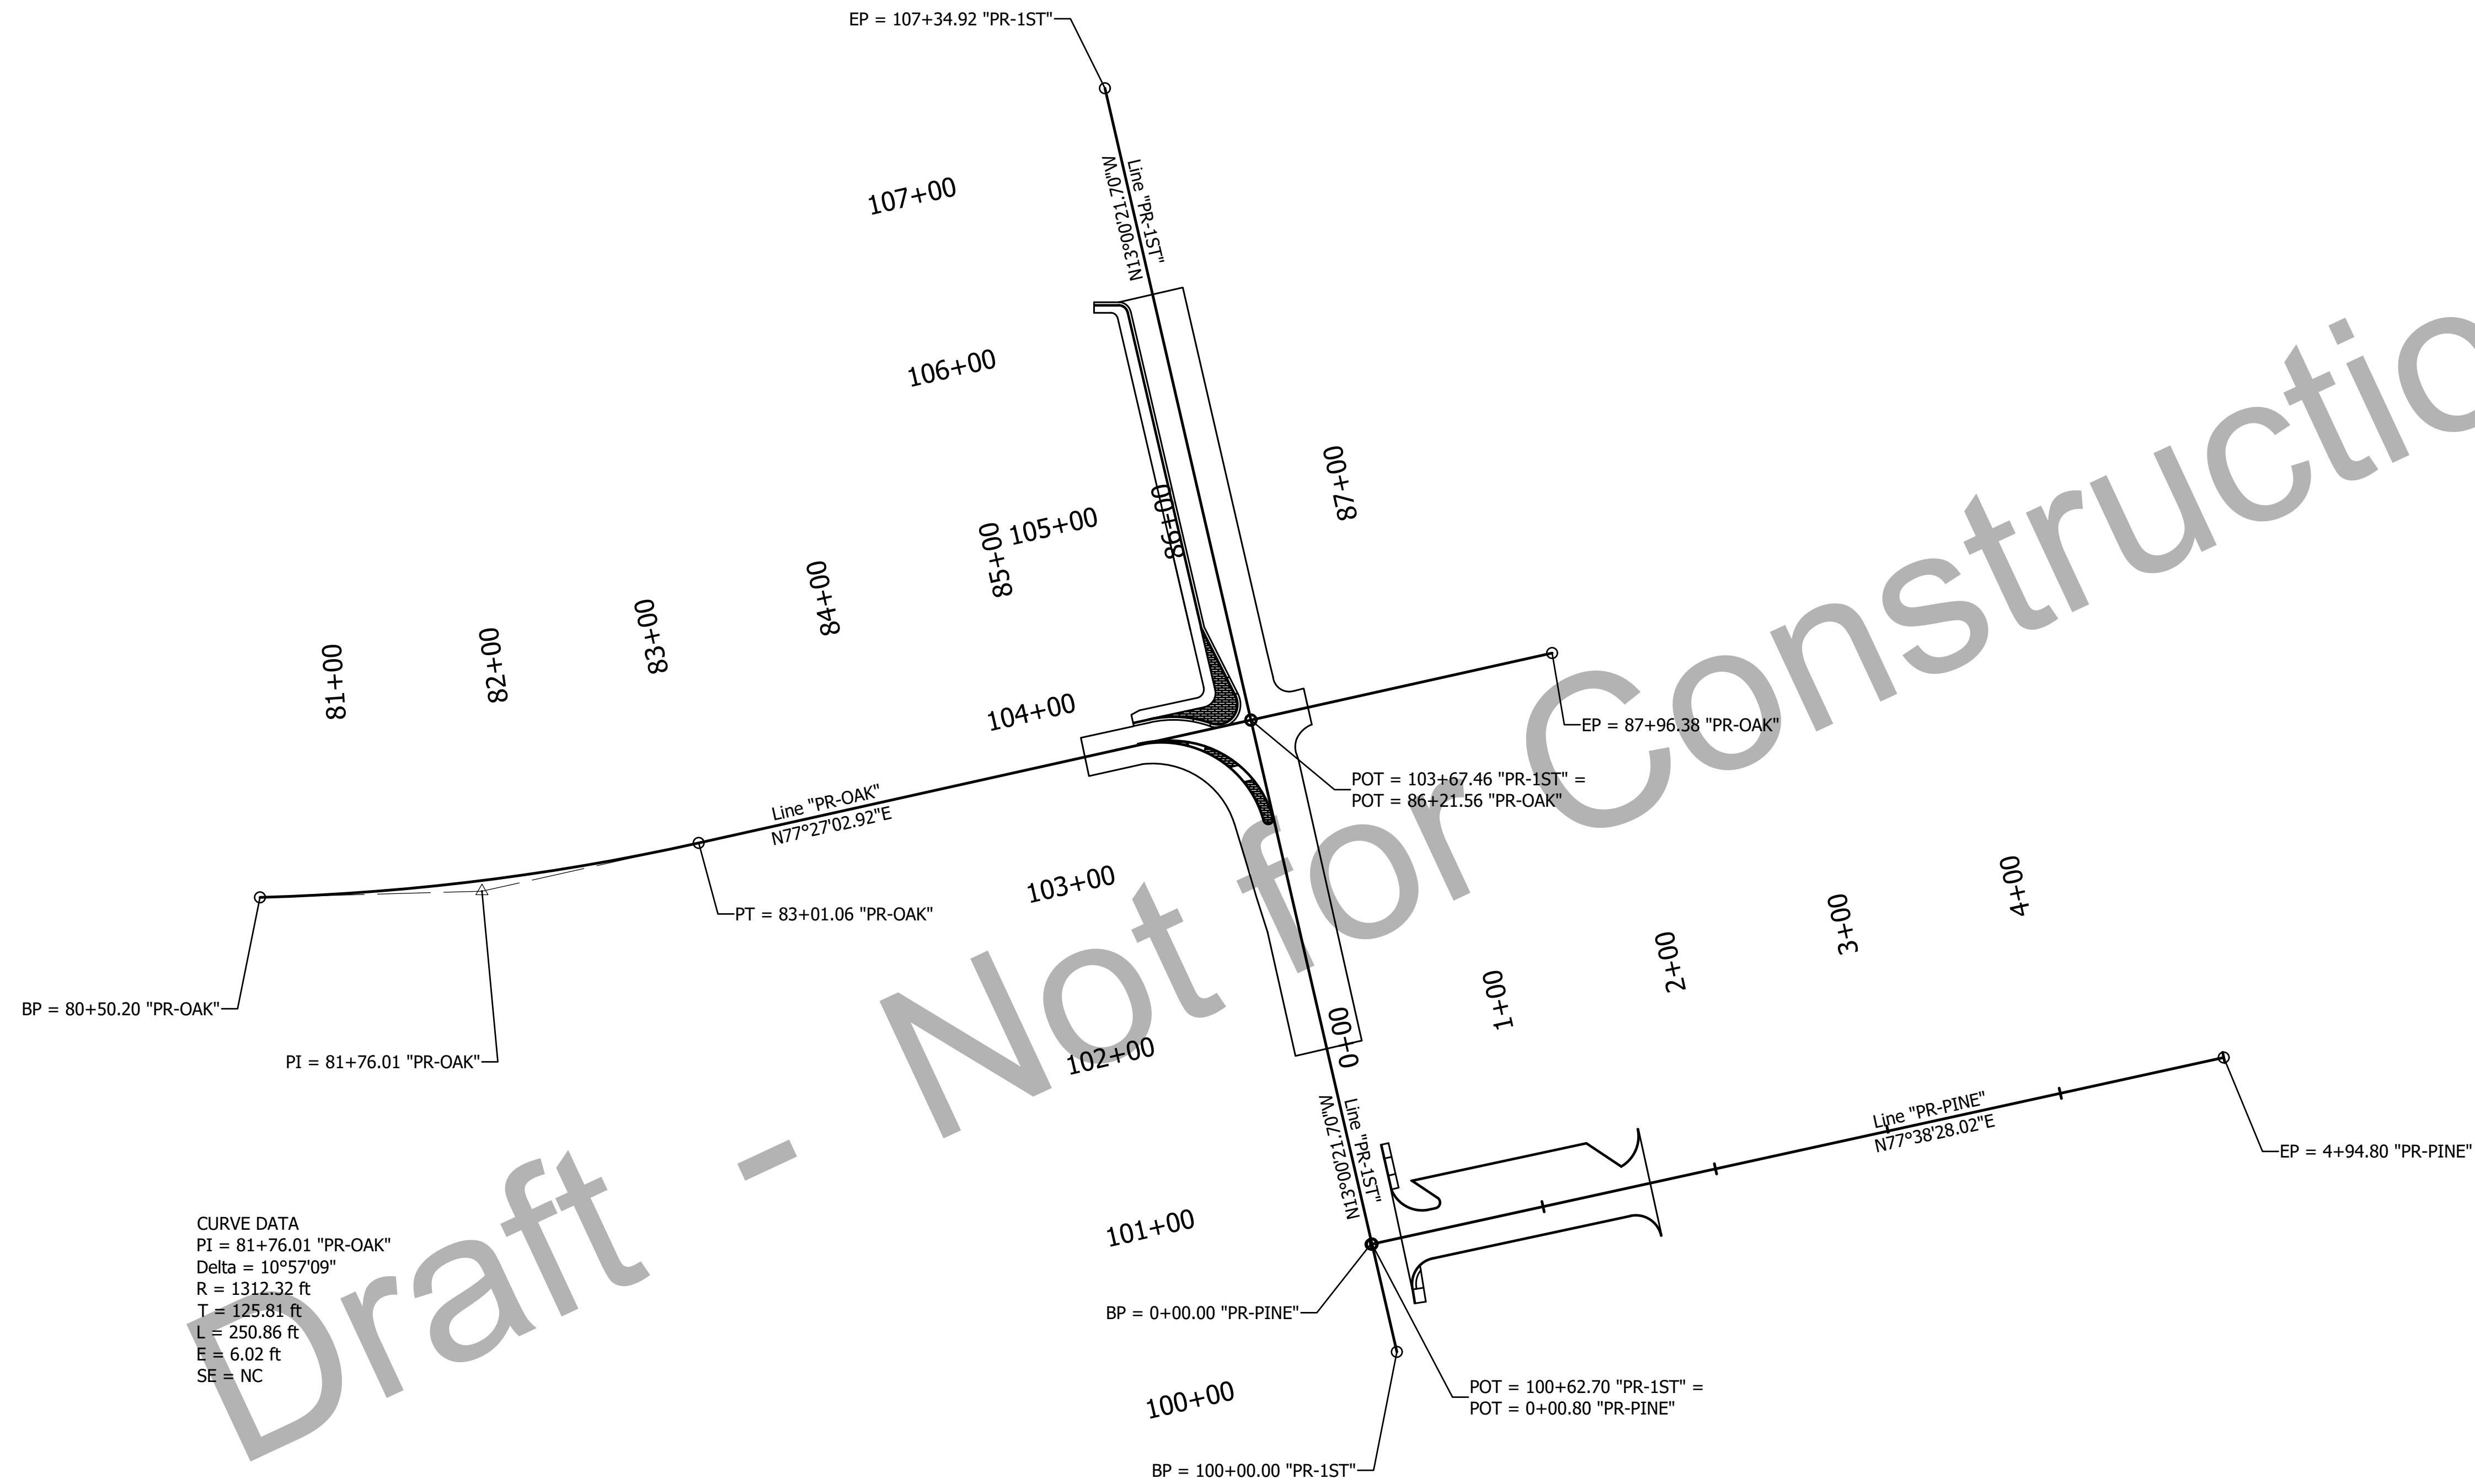 EP = 107+34.92 "PR-1ST"
Line "PR-1ST"
N13°00'21.70"W
107+00
106+00
105+00
104+00
103+00
102+00
101+00
100+00
81+00
82+00
83+00
84+00
85+00
86+00
87+00
EP = 87+96.38 "PR-OAK"
POT = 103+67.46 "PR-1ST" =
POT = 86+21.56 "PR-OAK"
Line "PR-OAK"
N77°27'02.92"E
PT = 83+01.06 "PR-OAK"
BP = 80+50.20 "PR-OAK"
PI = 81+76.01 "PR-OAK"
0+00
1+00
2+00
3+00
4+00
Line "PR-1ST"
N13°00'21.70"W
Line "PR-PINE"
N77°38'28.02"E
EP = 4+94.80 "PR-PINE"
BP = 0+00.00 "PR-PINE"
POT = 100+62.70 "PR-1ST" =
POT = 0+00.80 "PR-PINE"
BP = 100+00.00 "PR-1ST"
CURVE DATA
PI = 81+76.01 "PR-OAK"
Delta = 10°57'09"
R = 1312.32 ft
T = 125.81 ft
L = 250.86 ft
E = 6.02 ft
SE = NC
Draft - Not for Constructio